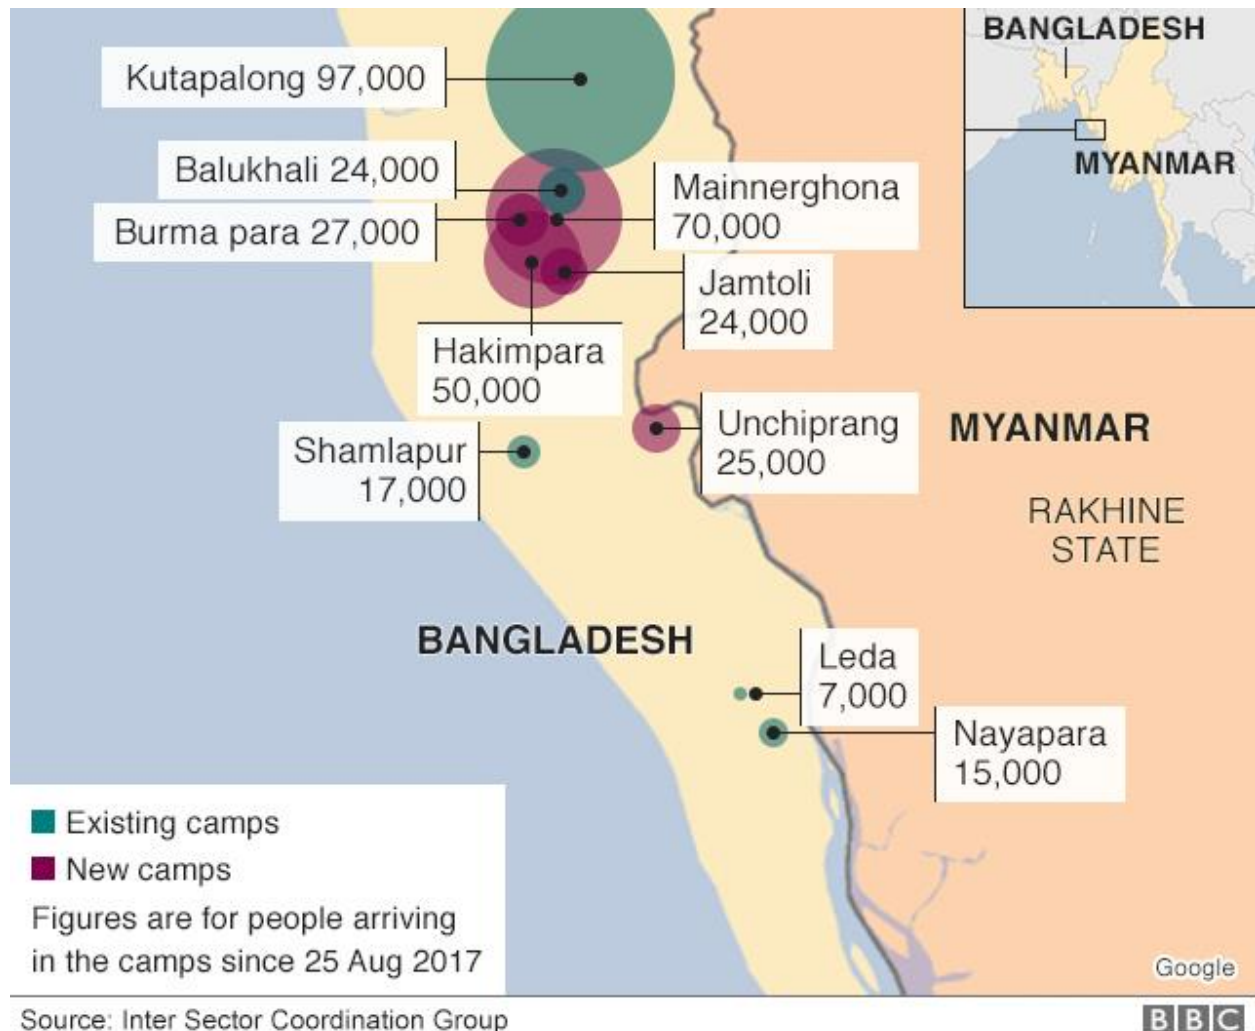 BANGLADESH
MYANMAR
Kutapalong 97,000
Balukhali 24,000
Burma para 27,000
Mainnerghona
70,000
Jamtoli
24,000
Hakimpara
50,000
Unchiprang
25,000
Shamlapur
17,000
MYANMAR
RAKHINE
STATE
BANGLADESH
Leda
7,000
Nayapara
15,000
Existing camps
New camps
Figures are for people arriving
in the camps since 25 Aug 2017
Google
Source: Inter Sector Coordination Group
BBC